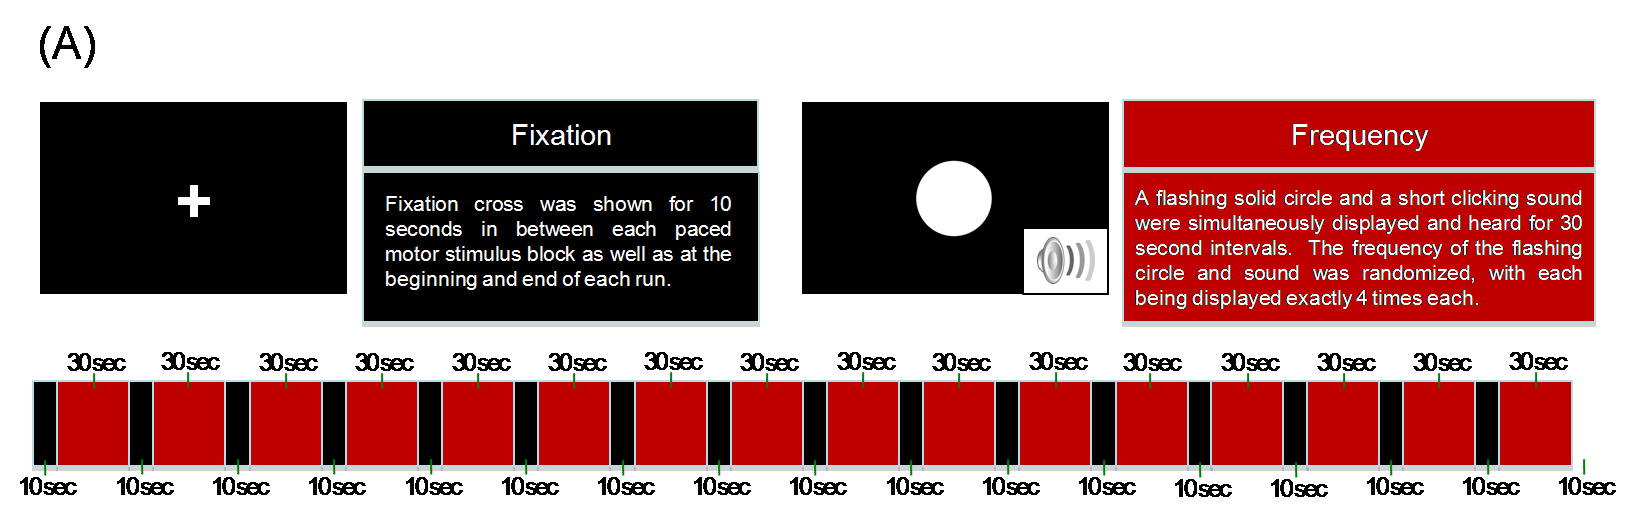 (A)
Fixation
Fixation cross was shown for 10
seconds in between each paced
motor stimulus block as well as at the
beginning and end of each run.
Frequency
A flashing solid circle and a short clicking sound
were simultaneously displayed and heard for 30
second intervals. The frequency of the flashing
circle and sound was randomized, with each
being displayed exactly 4 times each.
30sec 30sec 30sec 30sec 30sec 30sec 30sec 30sec 30sec 30sec 30sec 30sec 30sec 30sec 30sec 30sec
10sec 10sec 10sec 10sec 10sec 10sec 10sec 10sec 10sec 10sec 10sec 10sec 10sec 10sec 10sec 10sec 10sec